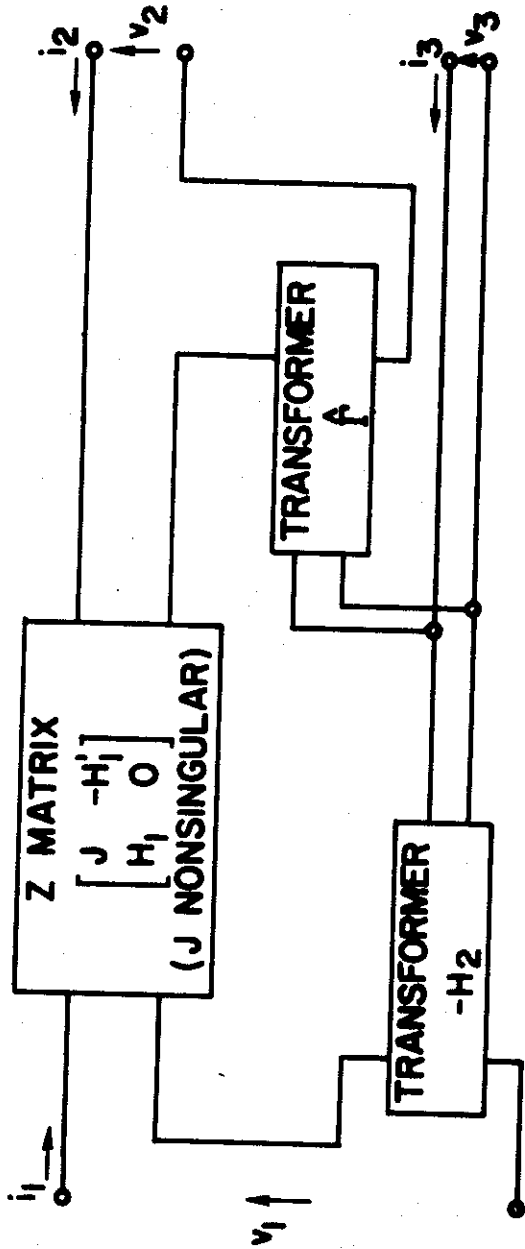 i₁
v₁
Z MATRIX
[J -H₁']
[H₁ 0]
(J NONSINGULAR)
i₂
v₂
TRANSFORMER
Î
TRANSFORMER
-H₂
i₃
v₃